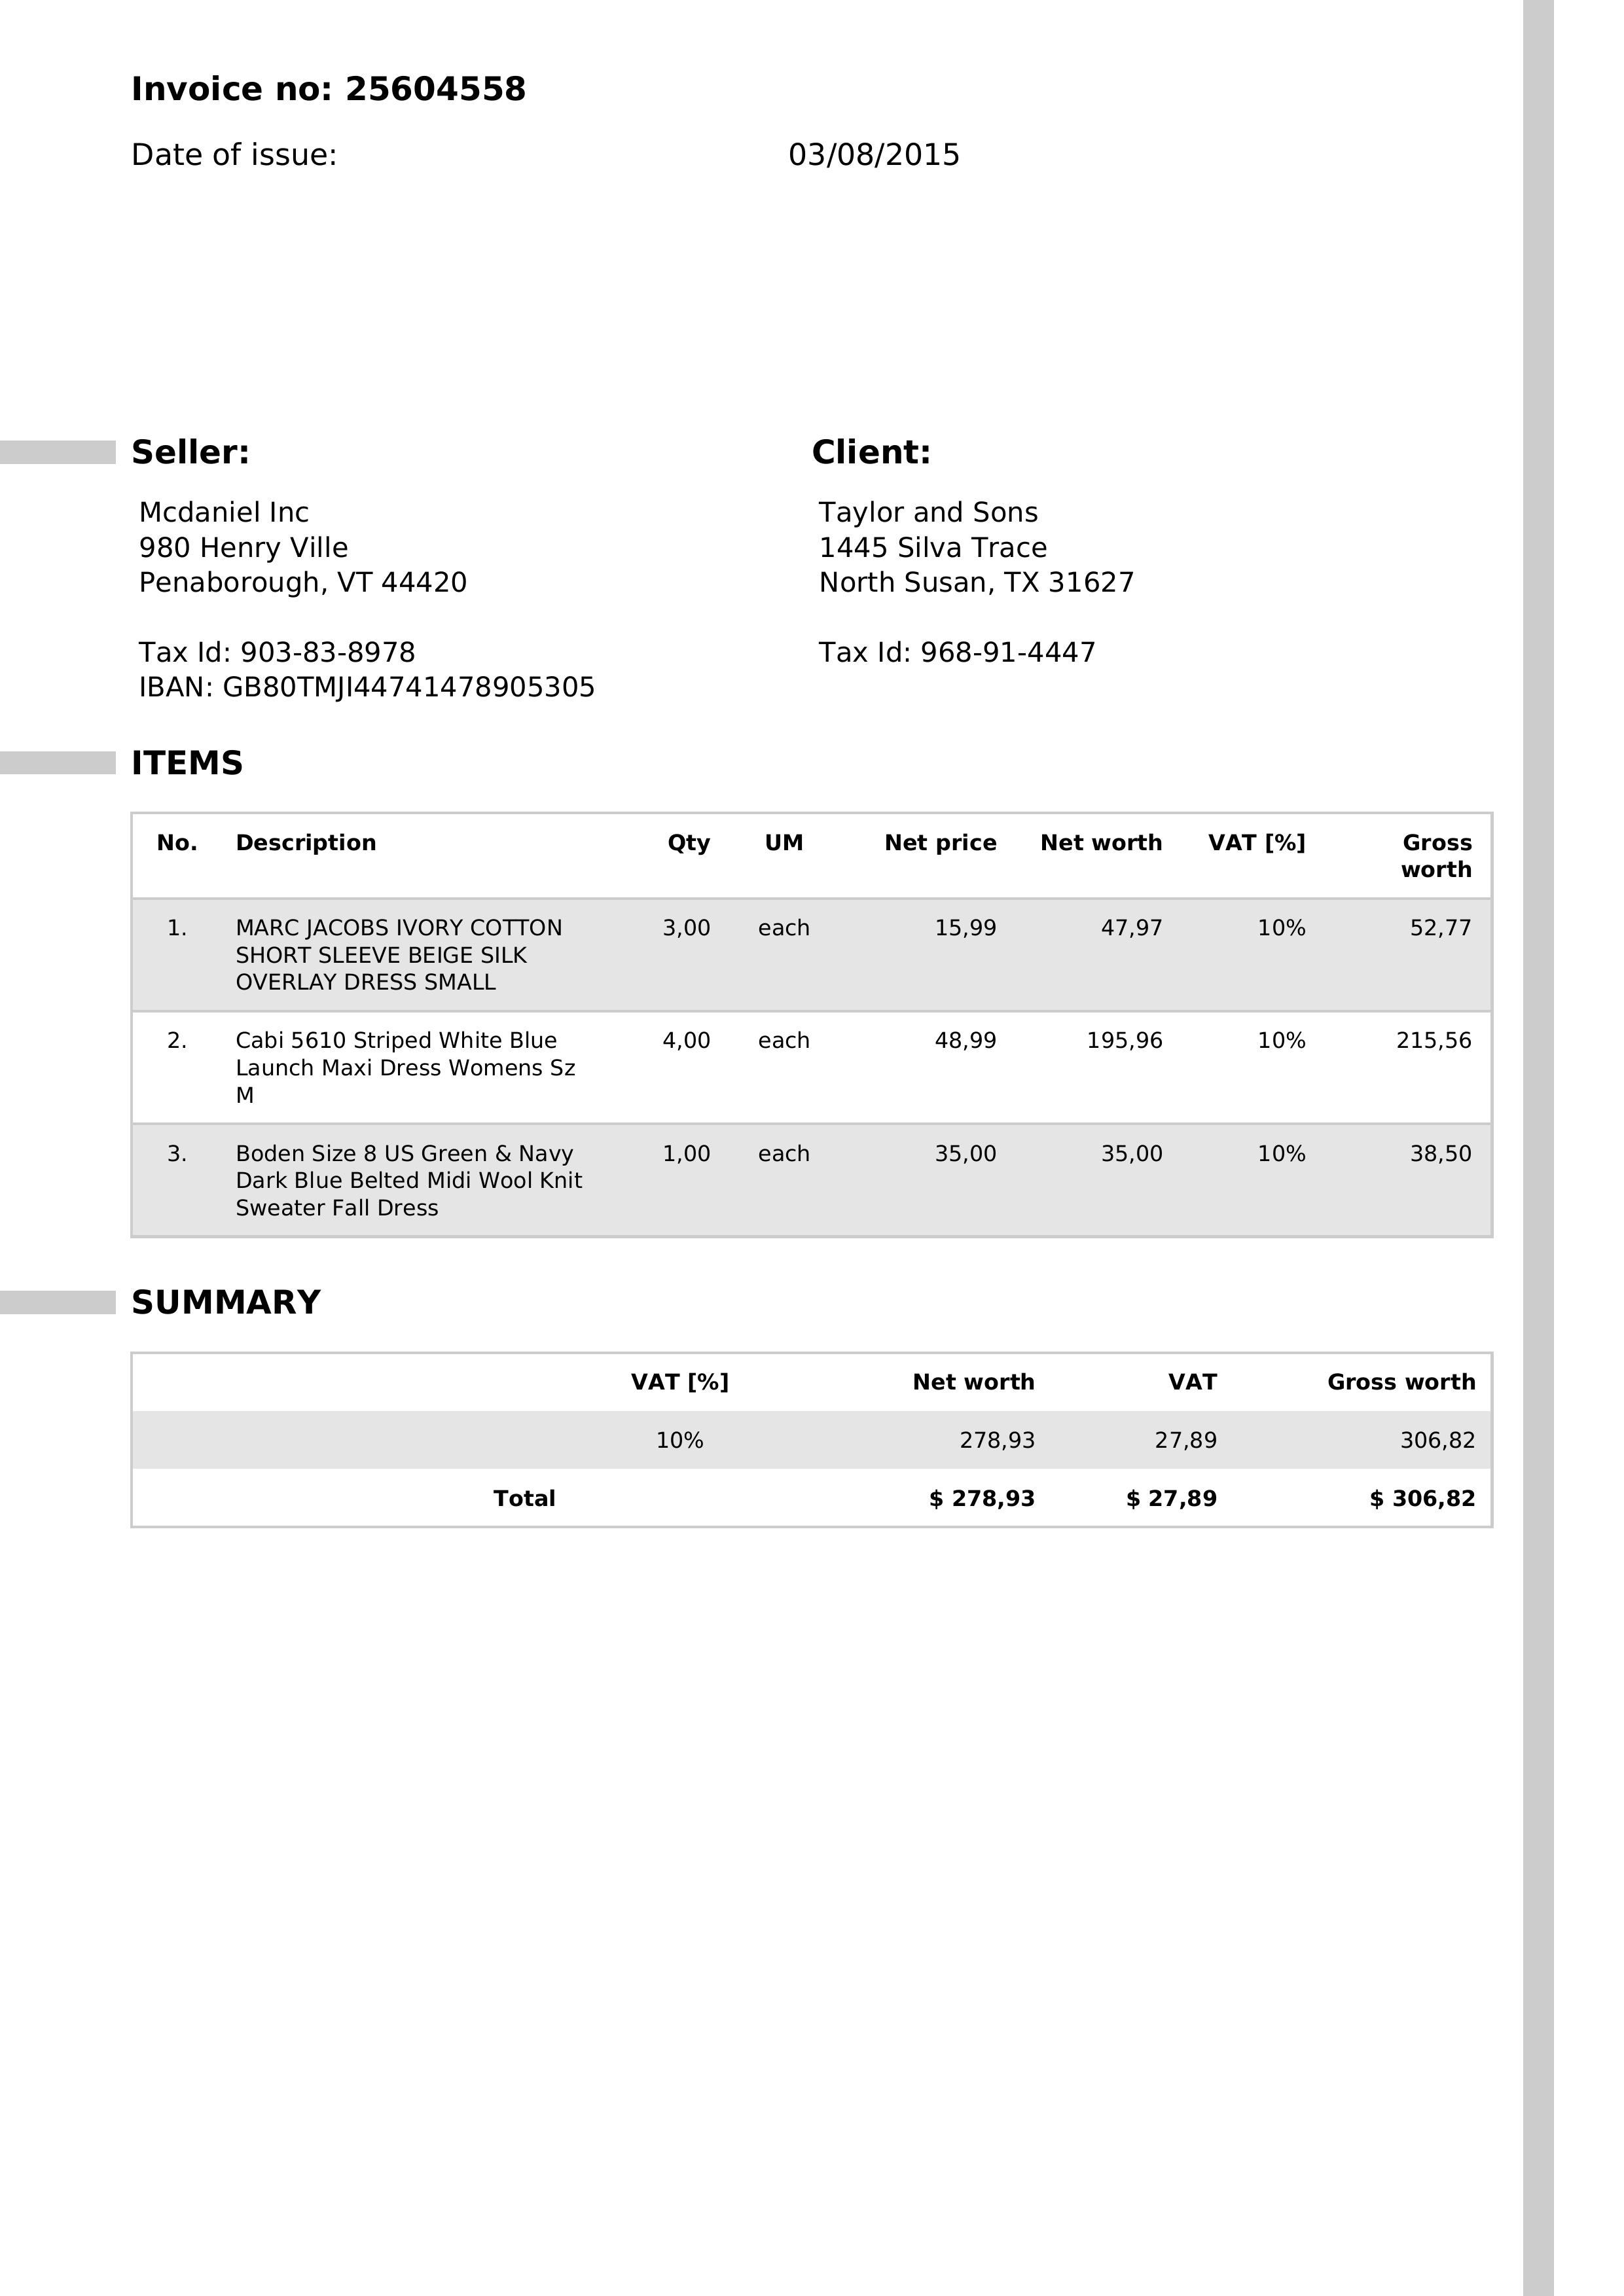 Invoice no: 25604558
Date of issue: 03/08/2015
Seller:
Mcdaniel Inc
980 Henry Ville
Penaborough, VT 44420
Tax Id: 903-83-8978
IBAN: GB80TMJI44741478905305
Client:
Taylor and Sons
1445 Silva Trace
North Susan, TX 31627
Tax Id: 968-91-4447
ITEMS
No. Description Qty UM Net price Net worth VAT [%] Gross
worth
1. MARC JACOBS IVORY COTTON 3,00 each 15,99 47,97 10% 52,77
SHORT SLEEVE BEIGE SILK
OVERLAY DRESS SMALL
2. Cabi 5610 Striped White Blue 4,00 each 48,99 195,96 10% 215,56
Launch Maxi Dress Womens Sz
M
3. Boden Size 8 US Green & Navy 1,00 each 35,00 35,00 10% 38,50
Dark Blue Belted Midi Wool Knit
Sweater Fall Dress
SUMMARY
VAT [%] Net worth VAT Gross worth
10% 278,93 27,89 306,82
Total $ 278,93 $ 27,89 $ 306,82